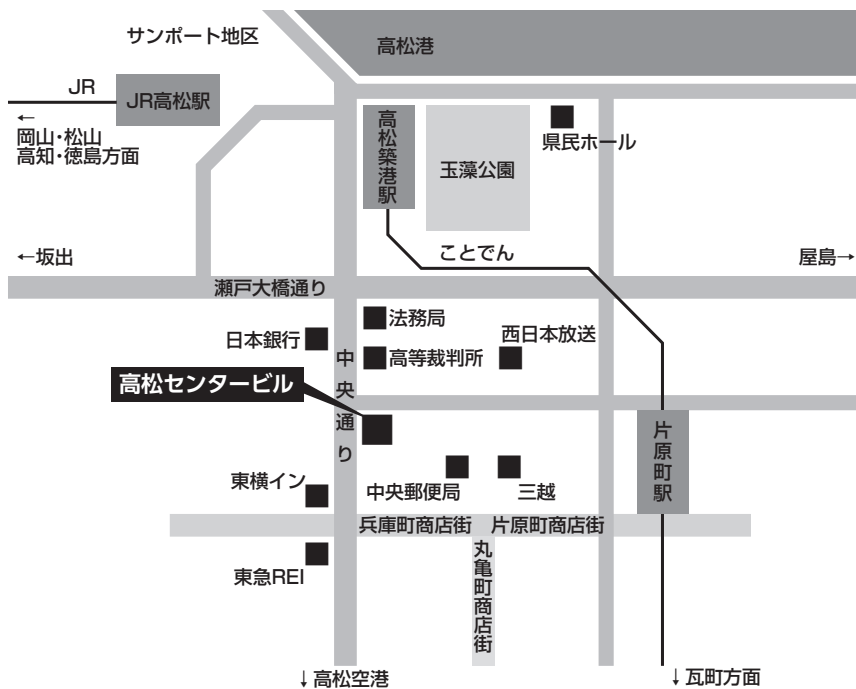 サンポート地区
高松港
JR
JR高松駅
←
岡山・松山
高知・徳島方面
高松築港駅
玉藻公園
県民ホール
←坂出
ことでん
屋島→
瀬戸大橋通り
法務局
日本銀行
西日本放送
高等裁判所
中央通り
高松センタービル
片原町駅
東横イン
中央郵便局
三越
兵庫町商店街
片原町商店街
丸亀町商店街
東急REI
↓高松空港
↓瓦町方面